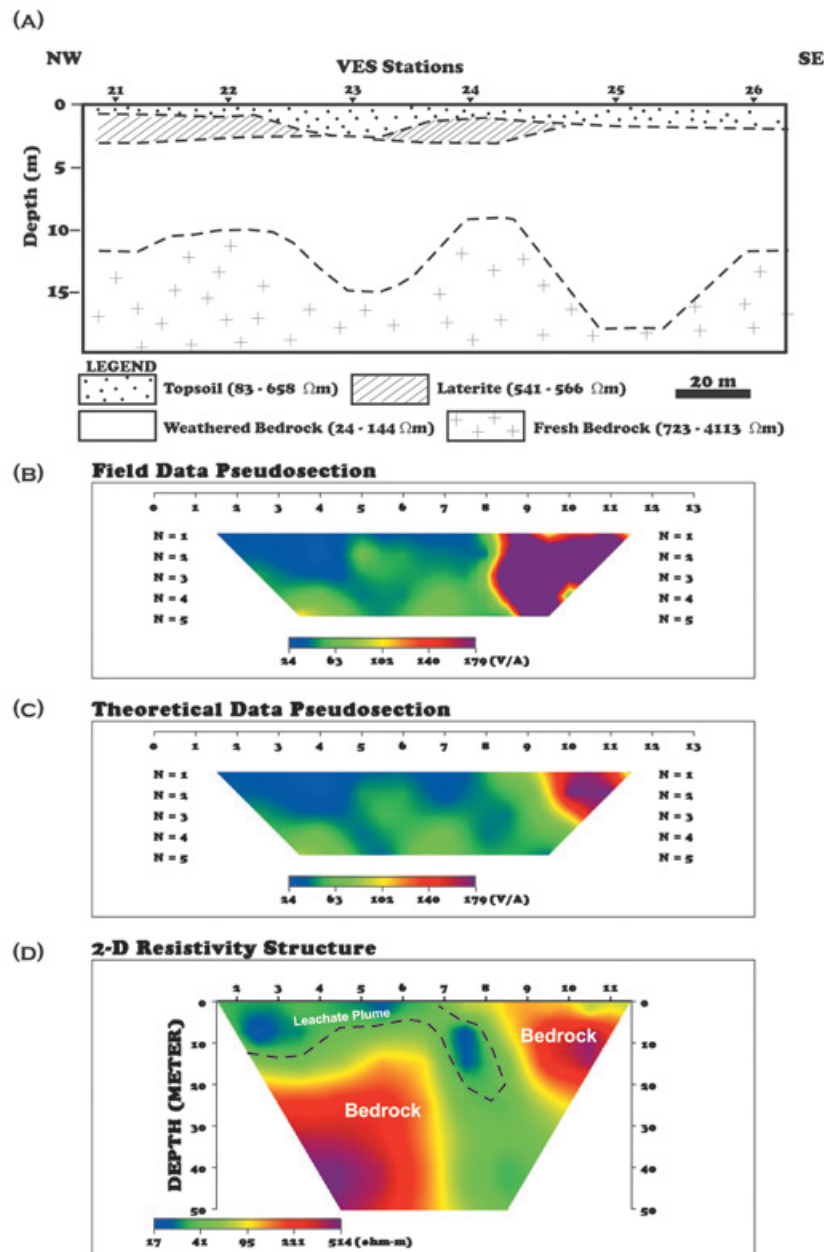 (A)
NW VES Stations SE
21 22 23 24 25 26
Depth (m)
0
5
10
15
LEGEND
Topsoil (83 - 658 Ωm) Laterite (541 - 566 Ωm) 20 m
Weathered Bedrock (24 - 144 Ωm) Fresh Bedrock (723 - 4113 Ωm)
(B) Field Data Pseudosection
0 1 2 3 4 5 6 7 8 9 10 11 12 13
N = 1 N = 1
N = 2 N = 2
N = 3 N = 3
N = 4 N = 4
N = 5 N = 5
24 63 102 140 179 (V/A)
(C) Theoretical Data Pseudosection
0 1 2 3 4 5 6 7 8 9 10 11 12 13
N = 1 N = 1
N = 2 N = 2
N = 3 N = 3
N = 4 N = 4
N = 5 N = 5
24 63 102 140 179 (V/A)
(D) 2-D Resistivity Structure
2 3 4 5 6 7 8 9 10 11
0 0
Leachate Plume
Bedrock
10 10
20 20
Bedrock
30 30
40 40
50 50
DEPTH (METER)
17 41 95 221 514 (ohm-m)